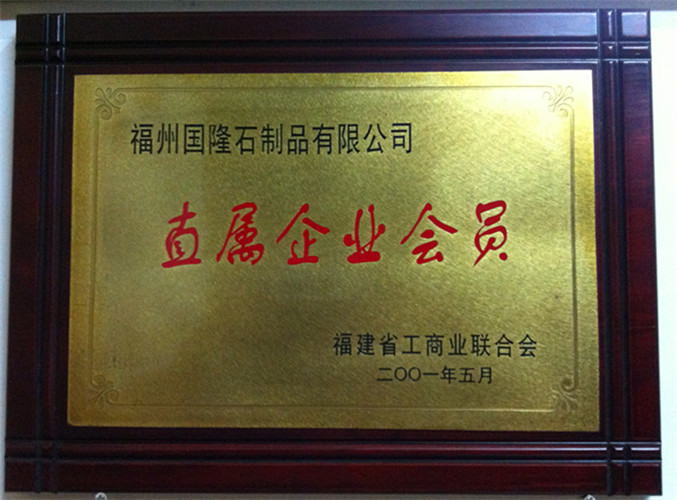 福州国隆石制品有限公司
直属企业会员
福建省工商业联合会
二〇〇一年五月